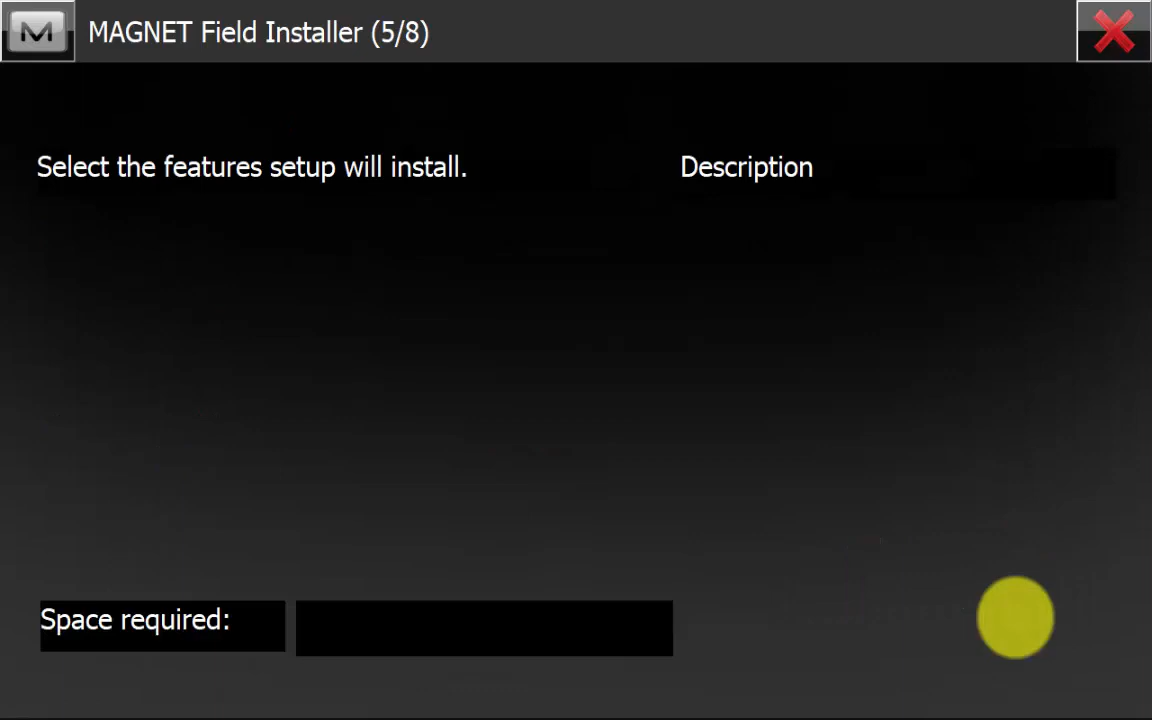 M MAGNET Field Installer (5/8)
Select the features setup will install.
Description
Space required: